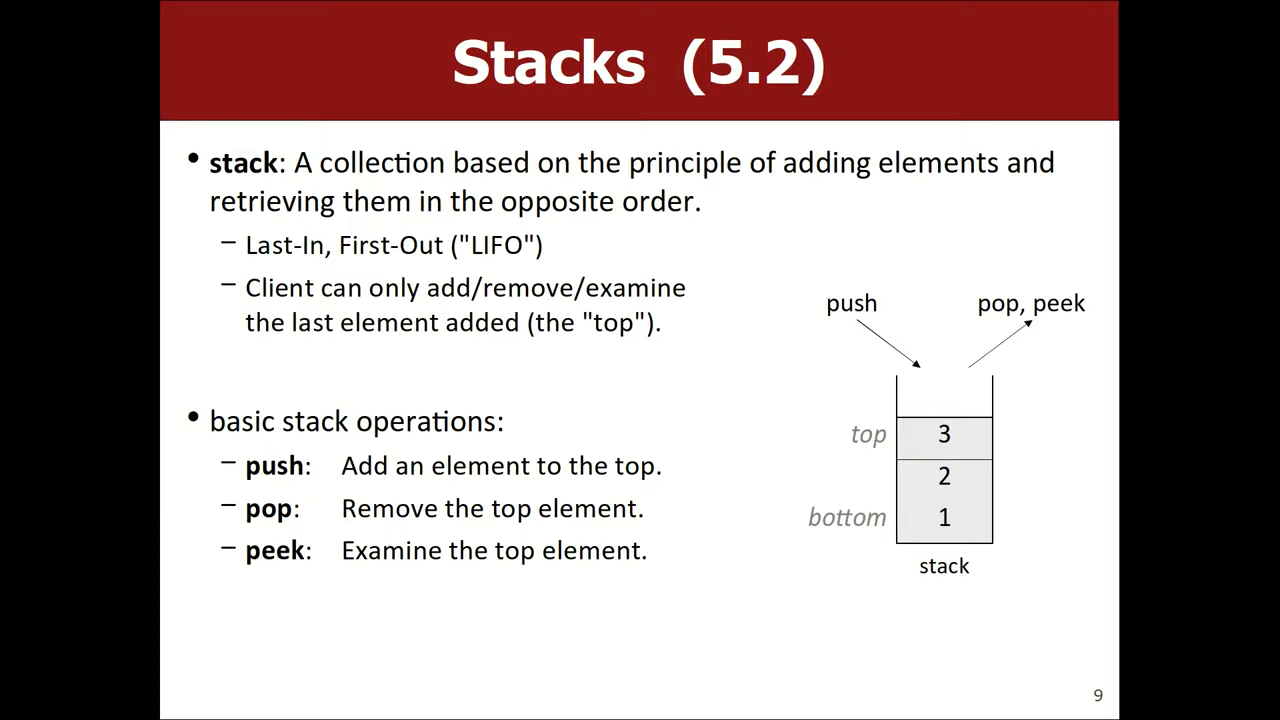 Stacks (5.2)
• stack: A collection based on the principle of adding elements and
retrieving them in the opposite order.
– Last-In, First-Out ("LIFO")
– Client can only add/remove/examine
the last element added (the "top").
• basic stack operations:
– push: Add an element to the top.
– pop: Remove the top element.
– peek: Examine the top element.
push
pop, peek
top 3
2
bottom 1
stack
9